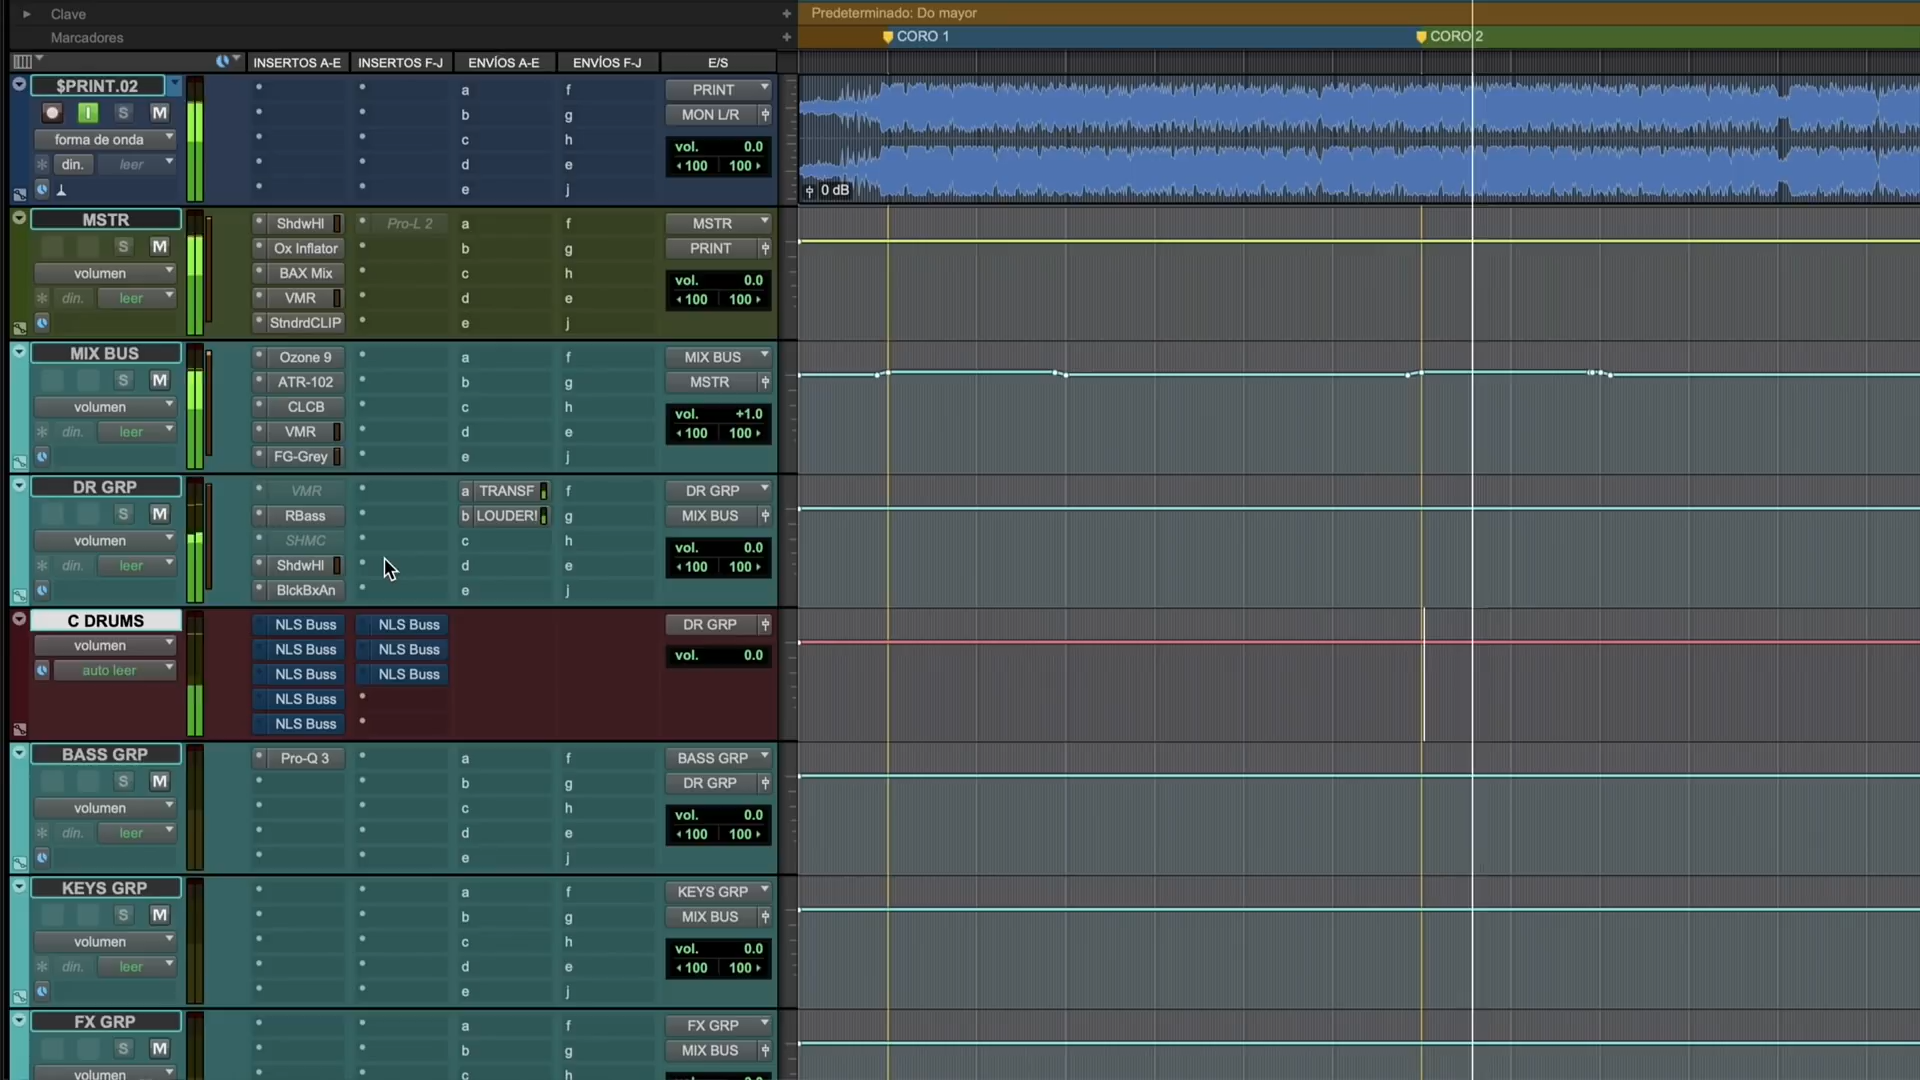 Clave
Predeterminado: Do mayor
Marcadores
CORO 1
CORO 2
INSERTOS A-E
INSERTOS F-J
ENVÍOS A-E
ENVÍOS F-J
E/S
$PRINT.02
a
f
PRINT
I S M
b
g
MON L/R
forma de onda
c
h
vol. 0.0
din. leer
d
e
100 100
e
j
0 dB
MSTR
ShdwHl
Pro-L 2
a
f
MSTR
S M
Ox Inflator
b
g
PRINT
volumen
BAX Mix
c
h
vol. 0.0
din. leer
VMR
d
e
100 100
StndrdCLIP
e
j
MIX BUS
Ozone 9
a
f
MIX BUS
S M
ATR-102
b
g
MSTR
volumen
CLCB
c
h
vol. +1.0
din. leer
VMR
d
e
100 100
FG-Grey
e
j
DR GRP
VMR
a TRANSF
f
DR GRP
S M
RBass
b LOUDER!
g
MIX BUS
volumen
SHMC
c
h
vol. 0.0
din. leer
ShdwHl
d
e
100 100
BlckBxAn
e
j
C DRUMS
NLS Buss
NLS Buss
DR GRP
volumen
NLS Buss
NLS Buss
vol. 0.0
auto leer
NLS Buss
NLS Buss
NLS Buss
NLS Buss
BASS GRP
Pro-Q 3
a
f
BASS GRP
S M
b
g
DR GRP
volumen
c
h
vol. 0.0
din. leer
d
e
100 100
e
j
KEYS GRP
a
f
KEYS GRP
S M
b
g
MIX BUS
volumen
c
h
vol. 0.0
din. leer
d
e
100 100
e
j
FX GRP
a
f
FX GRP
S M
b
g
MIX BUS
volumen
c
h